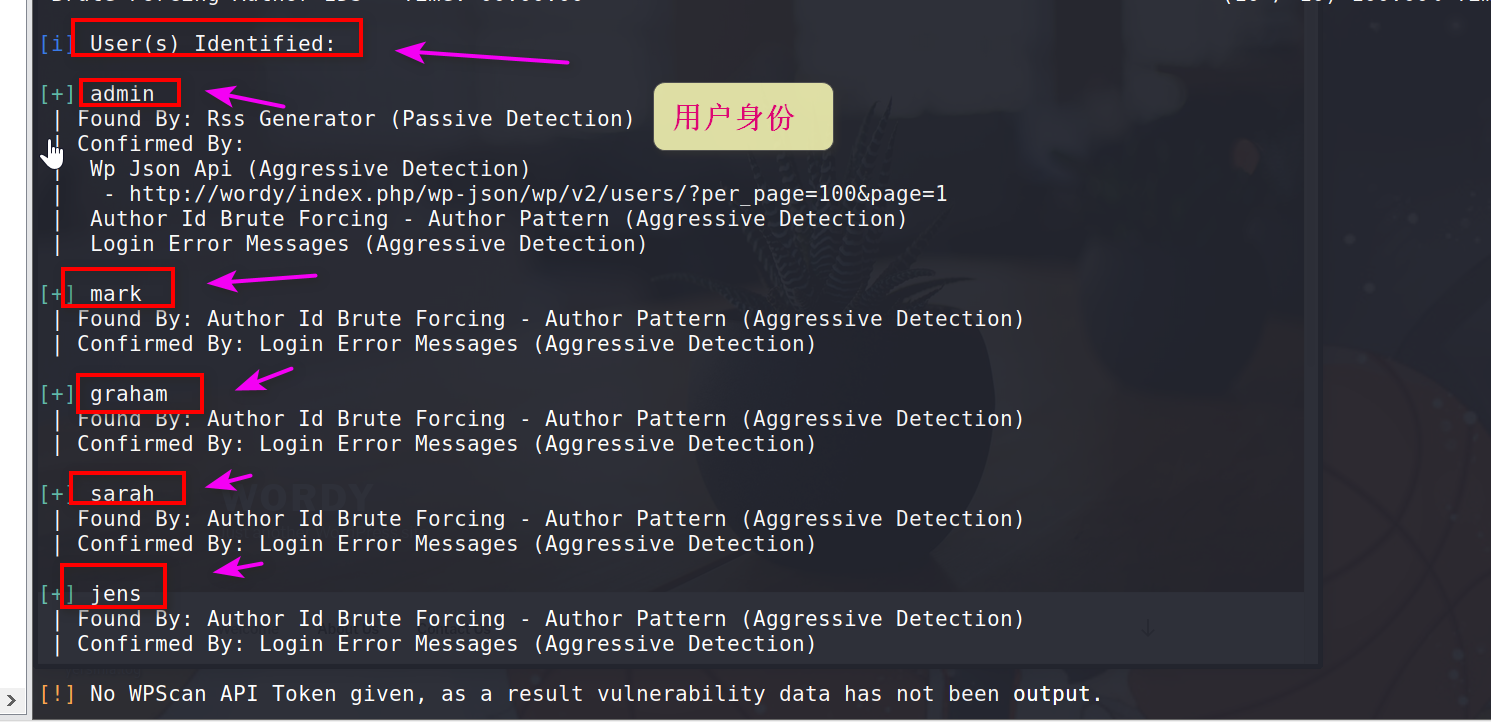 [i] User(s) Identified:
[+] admin
| Found By: Rss Generator (Passive Detection)
用户身份
| Confirmed By:
| Wp Json Api (Aggressive Detection)
| - http://wordy/index.php/wp-json/wp/v2/users/?per_page=100&page=1
| Author Id Brute Forcing - Author Pattern (Aggressive Detection)
| Login Error Messages (Aggressive Detection)
[+] mark
| Found By: Author Id Brute Forcing - Author Pattern (Aggressive Detection)
| Confirmed By: Login Error Messages (Aggressive Detection)
[+] graham
| Found By: Author Id Brute Forcing - Author Pattern (Aggressive Detection)
| Confirmed By: Login Error Messages (Aggressive Detection)
[+] sarah
WORDY
| Found By: Author Id Brute Forcing - Author Pattern (Aggressive Detection)
| Confirmed By: Login Error Messages (Aggressive Detection)
[+] jens
| Found By: Author Id Brute Forcing - Author Pattern (Aggressive Detection)
| Confirmed By: Login Error Messages (Aggressive Detection)
[!] No WPScan API Token given, as a result vulnerability data has not been output.